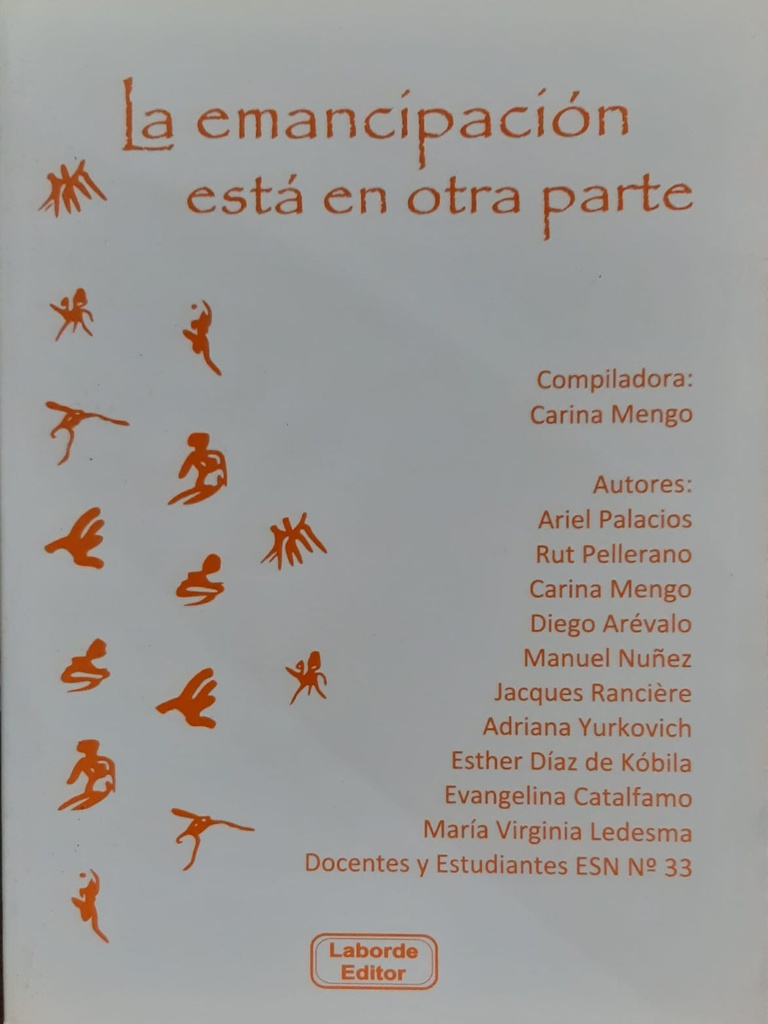 La emancipación
está en otra parte
Compiladora:
Carina Mengo
Autores:
Ariel Palacios
Rut Pellerano
Carina Mengo
Diego Arévalo
Manuel Nuñez
Jacques Rancière
Adriana Yurkovich
Esther Díaz de Kóbila
Evangelina Catalfamo
María Virginia Ledesma
Docentes y Estudiantes ESN Nº 33
Laborde
Editor